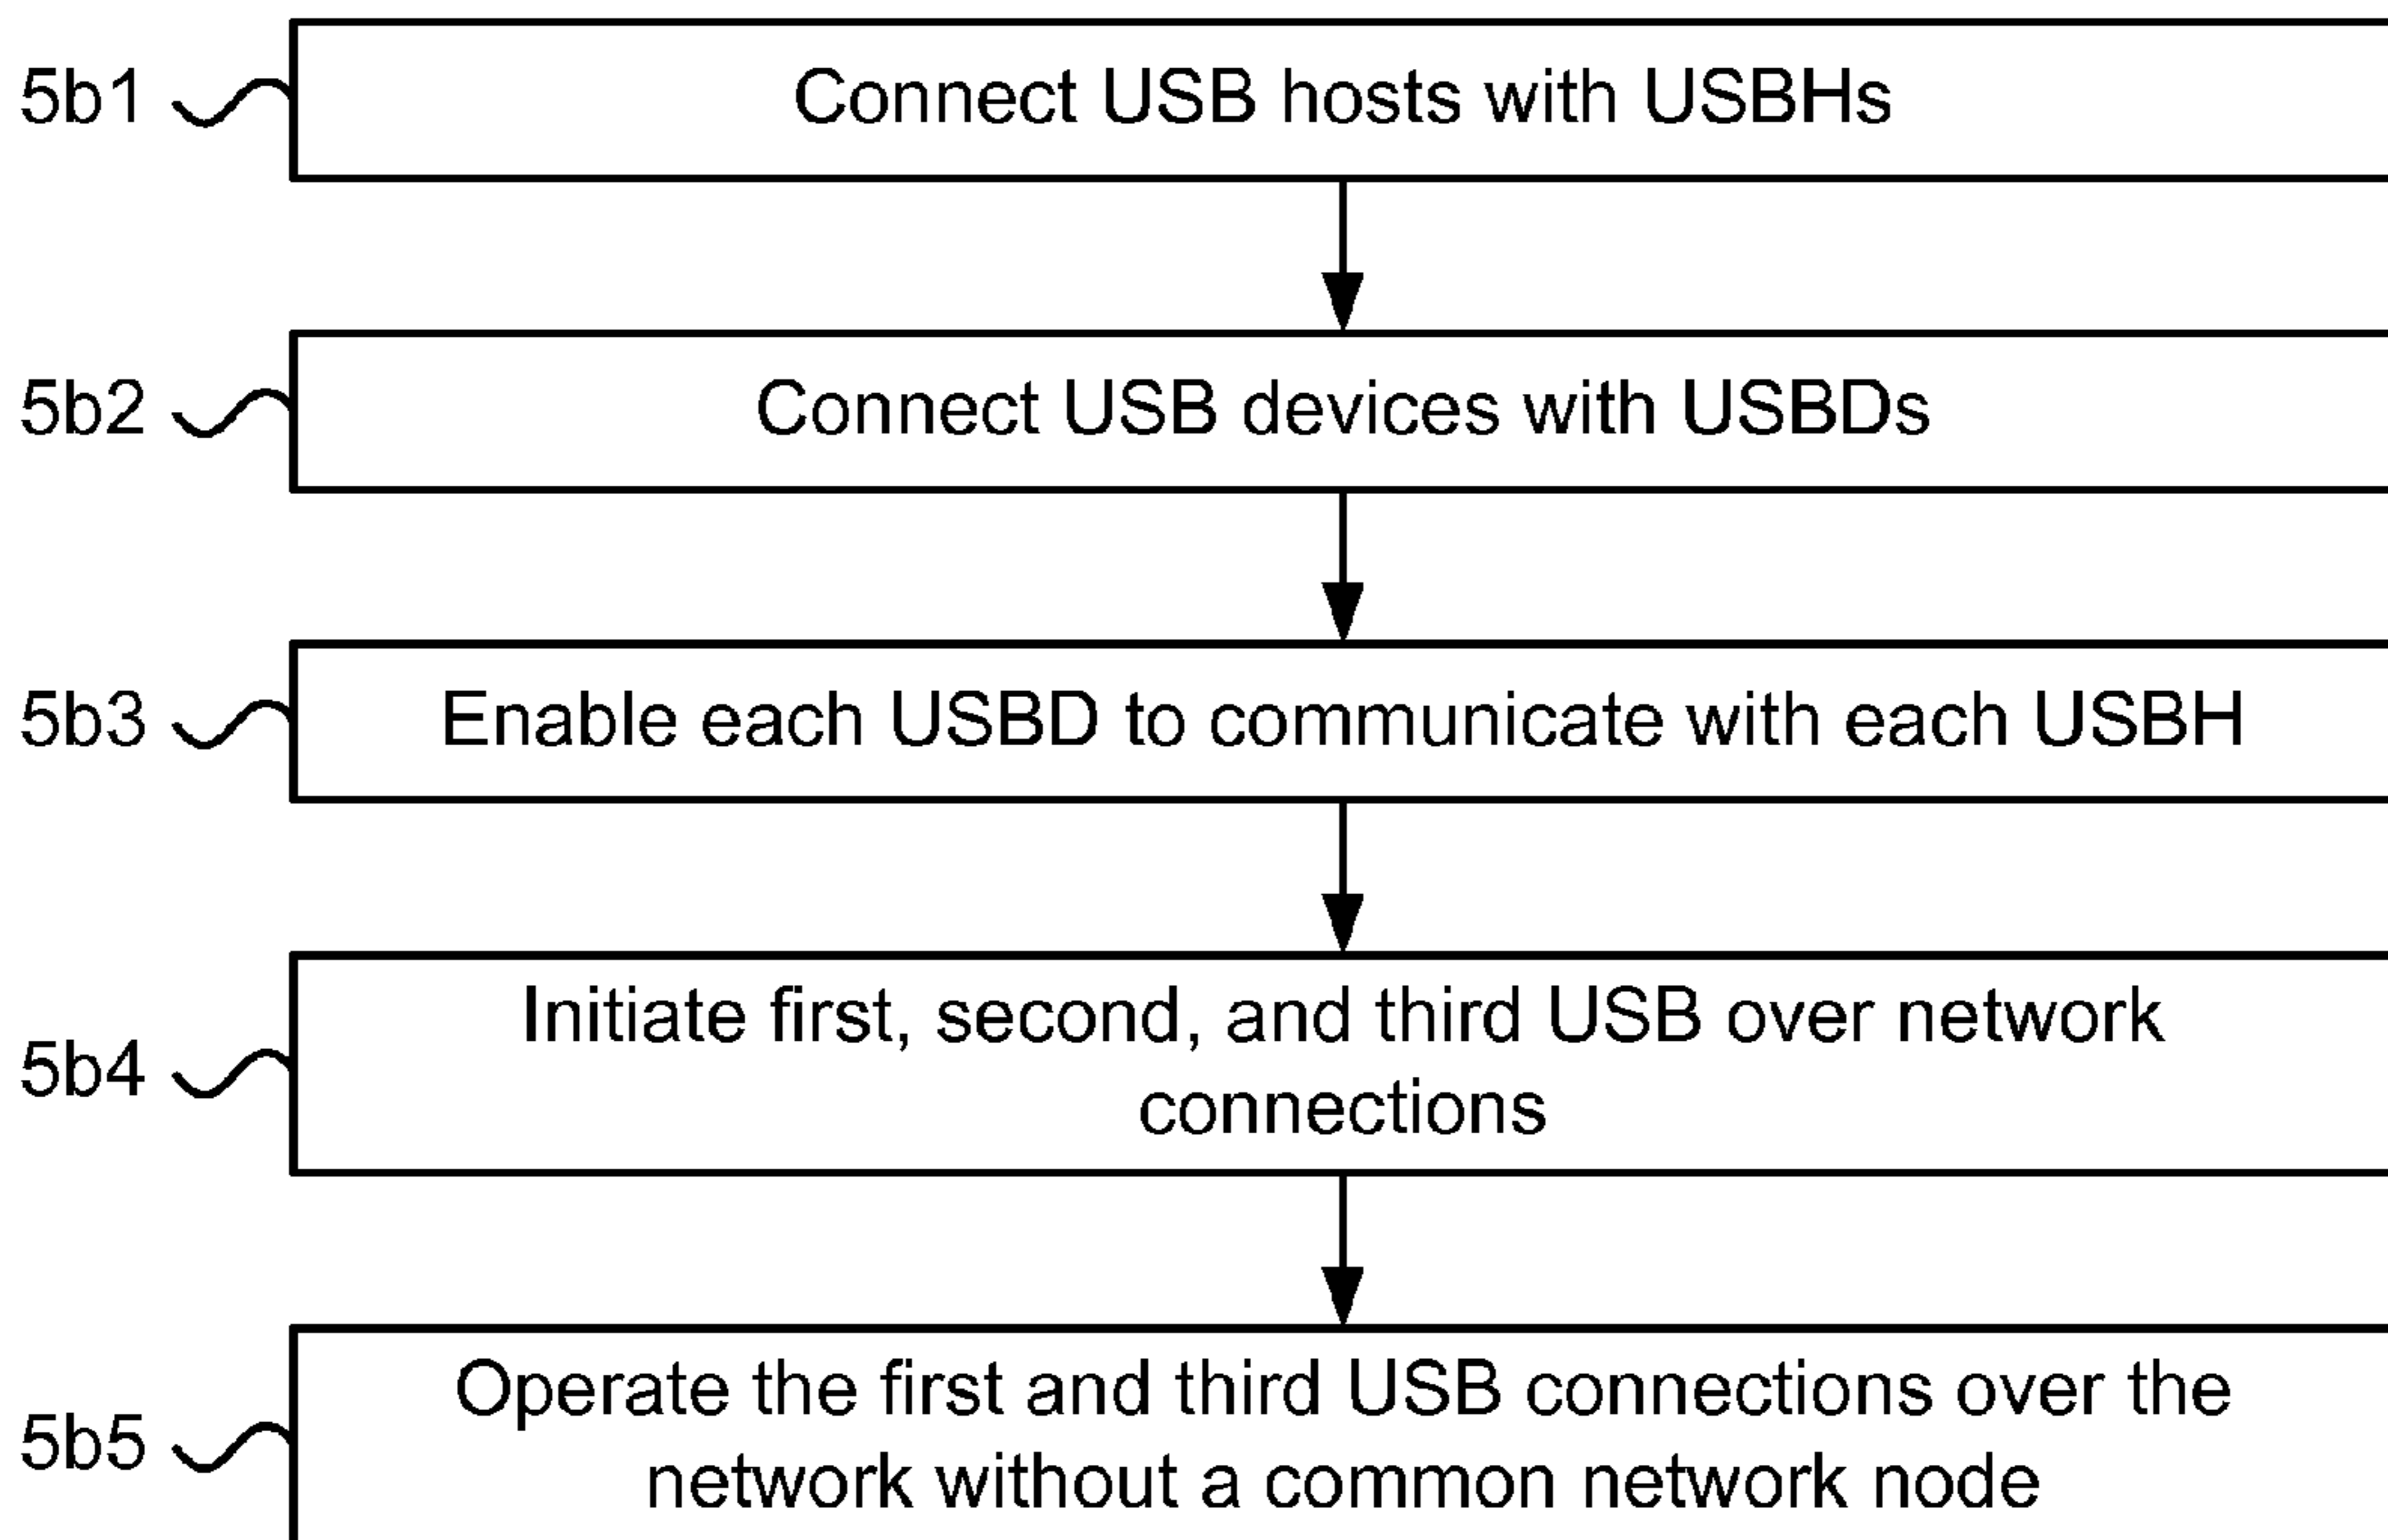 5b1 Connect USB hosts with USBHs
5b2 Connect USB devices with USBDs
5b3 Enable each USBD to communicate with each USBH
Initiate first, second, and third USB over network
5b4
connections
Operate the first and third USB connections over the
5b5
network without a common network node